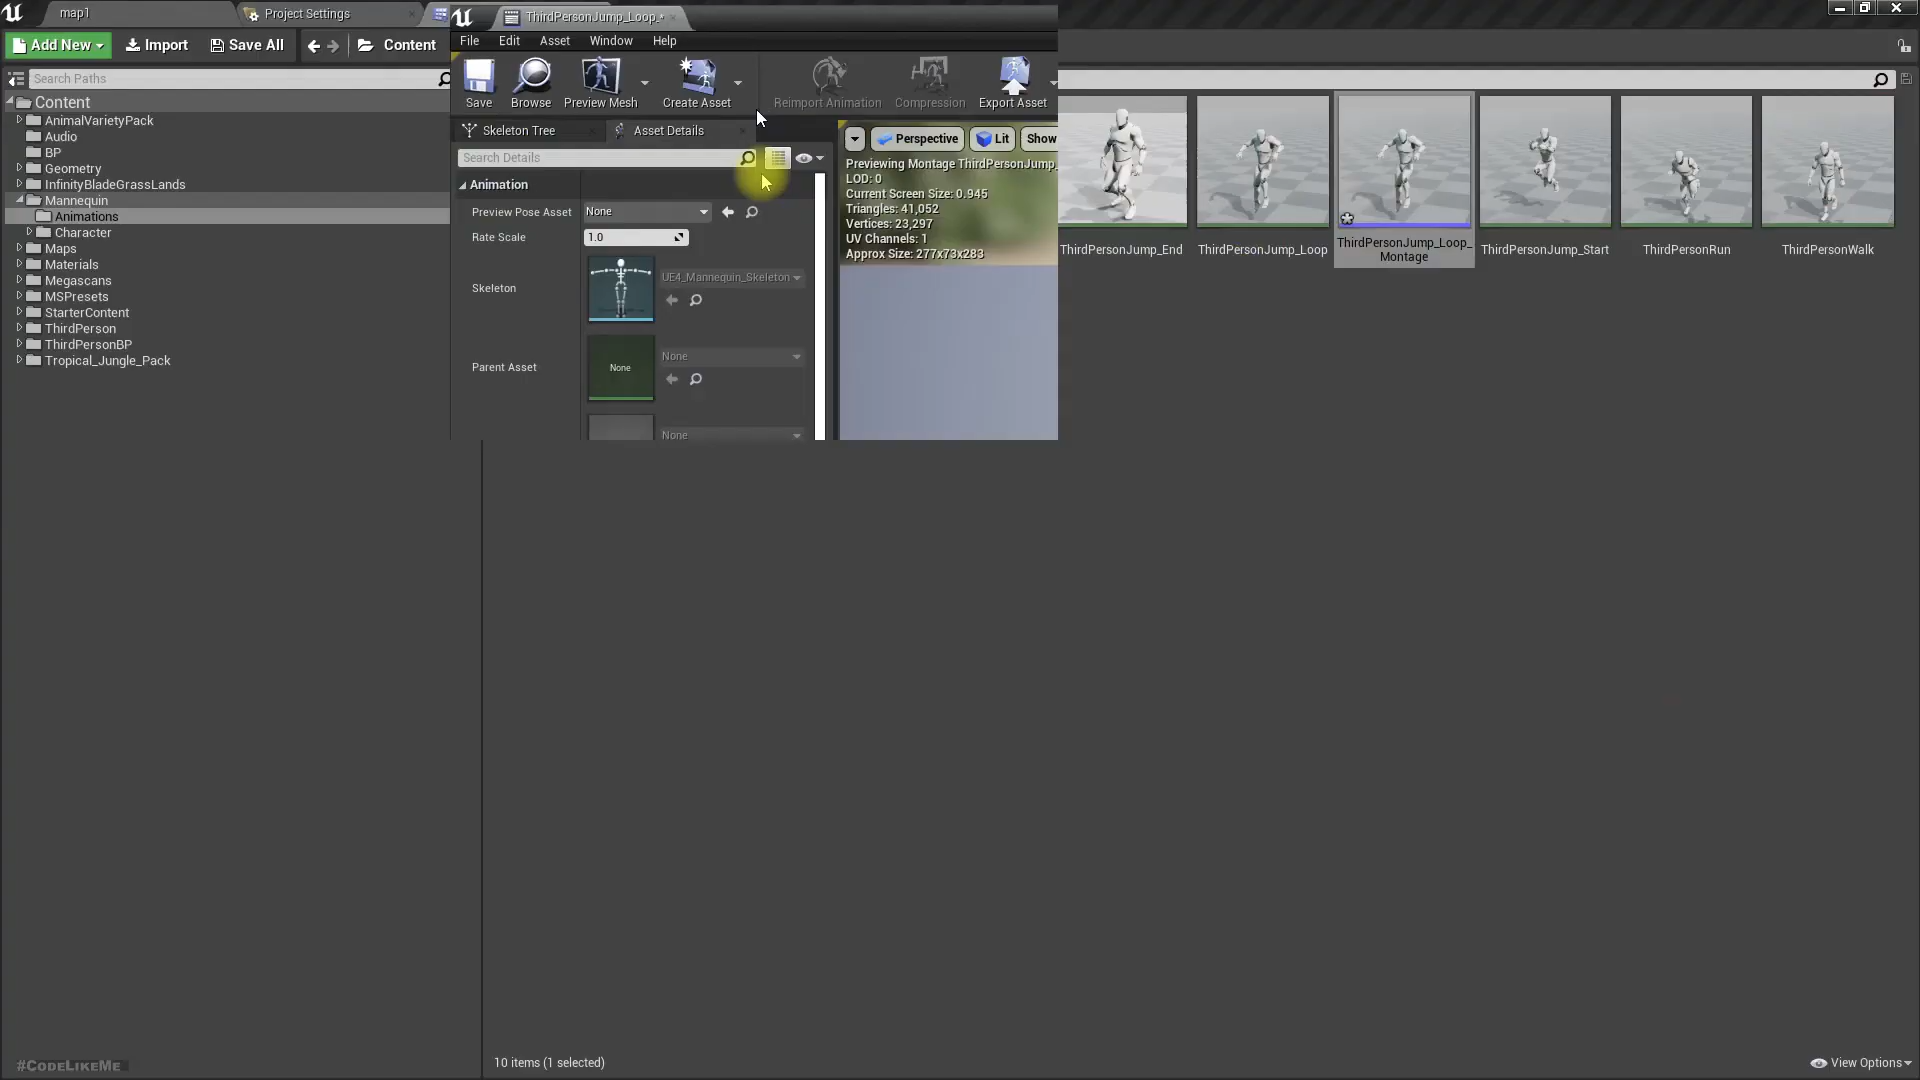 map1
Project Settings
ThirdPersonJump_Loop_*
File Edit Asset Window Help
Add New Import Save All Content
Save Browse Preview Mesh Create Asset Reimport Animation Compression Export Asset
Search Paths
Content
AnimalVarietyPack
Audio
BP
Geometry
InfinityBladeGrassLands
Mannequin
Animations
Character
Maps
Materials
Megascans
MSPresets
StarterContent
ThirdPerson
ThirdPersonBP
Tropical_Jungle_Pack
Skeleton Tree Asset Details
Search Details
Animation
Preview Pose Asset None
Rate Scale 1.0
Skeleton UE4_Mannequin_Skeleton
Parent Asset None None
None
Perspective Lit Show
Previewing Montage ThirdPersonJump_
LOD: 0
Current Screen Size: 0.945
Triangles: 41,052
Vertices: 23,297
UV Channels: 1
Approx Size: 277x73x283
ThirdPersonJump_End
ThirdPersonJump_Loop
ThirdPersonJump_Loop_
Montage
ThirdPersonJump_Start
ThirdPersonRun
ThirdPersonWalk
10 items (1 selected)
View Options
#CodeLikeMe